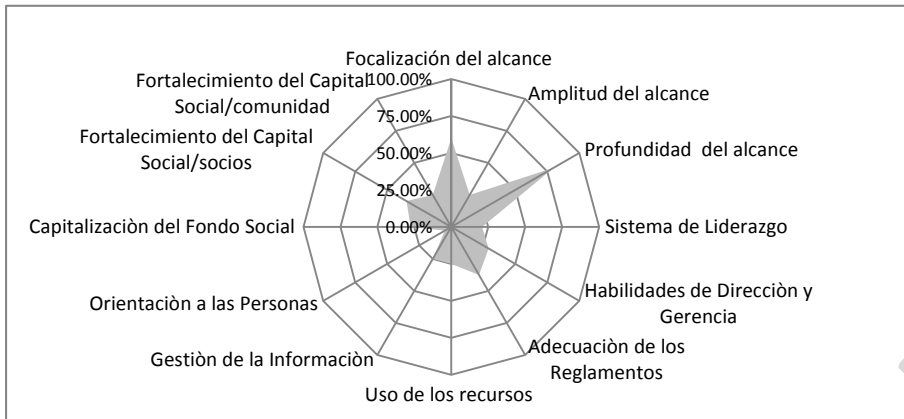 Focalización del alcance
Amplitud del alcance
Profundidad del alcance
Sistema de Liderazgo
Habilidades de Direcciòn y
Gerencia
Adecuaciòn de los
Reglamentos
Uso de los recursos
Gestiòn de la Informaciòn
Orientaciòn a las Personas
Capitalizaciòn del Fondo Social
Fortalecimiento del Capital
Social/socios
Fortalecimiento del Capital
Social/comunidad
100.00%
75.00%
50.00%
25.00%
0.00%